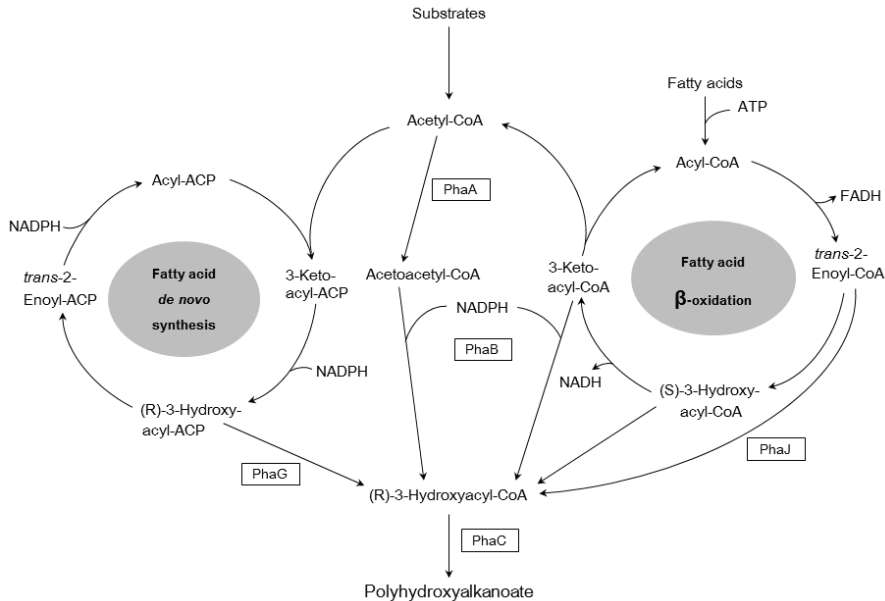 Substrates
Fatty acids
ATP
Acetyl-CoA
Acyl-CoA
Acyl-ACP
PhaA
FADH
NADPH
trans-2-
Enoyl-ACP
Fatty acid
de novo
synthesis
3-Keto-
acyl-ACP
Acetoacetyl-CoA
3-Keto-
acyl-CoA
Fatty acid
β-oxidation
trans-2-
Enoyl-CoA
NADPH
PhaB
NADPH
NADH
(R)-3-Hydroxy-
acyl-ACP
(S)-3-Hydroxy-
acyl-CoA
PhaG
PhaJ
(R)-3-Hydroxyacyl-CoA
PhaC
Polyhydroxyalkanoate